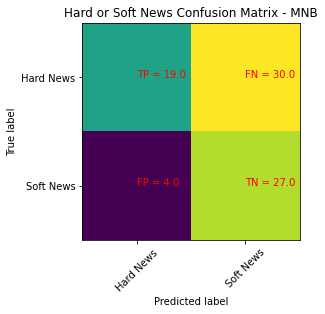 Hard or Soft News Confusion Matrix - MNB
True label
Hard News
TP = 19.0
FN = 30.0
Soft News
FP = 4.0
TN = 27.0
Hard News
Soft News
Predicted label